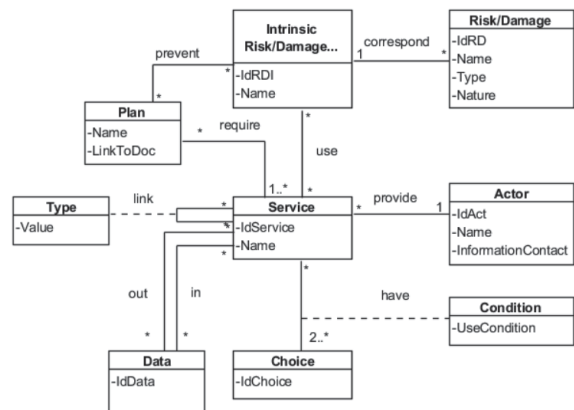 Intrinsic
Risk/Damage...
-IdRDI
-Name
Risk/Damage
-IdRD
-Name
-Type
-Nature
correspond
1
*
prevent
*
*
Plan
-Name
-LinkToDoc
*
require
1..*
*
use
*
Type
-Value
link
*
*
Service
-IdService
-Name
*
provide
1
Actor
-IdAct
-Name
-InformationContact
*
out
*
in
*
*
have
2..*
Condition
-UseCondition
Data
-IdData
Choice
-IdChoice